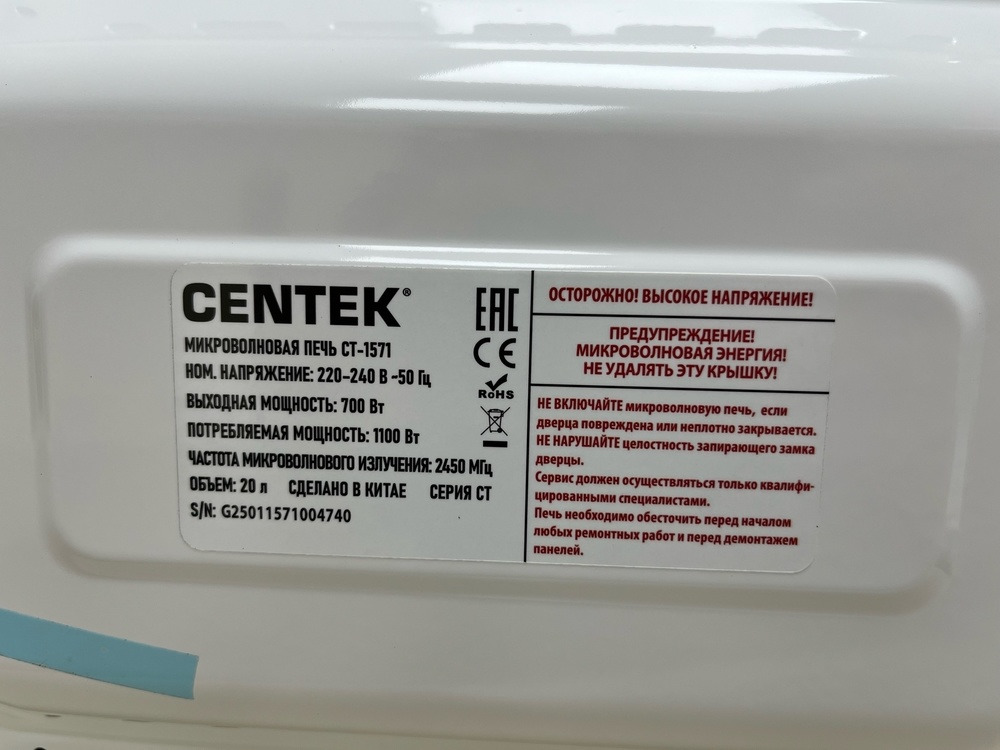 CENTEK®
МИКРОВОЛНОВАЯ ПЕЧЬ СТ-1571
НОМ. НАПРЯЖЕНИЕ: 220-240 В ~50 Гц
ВЫХОДНАЯ МОЩНОСТЬ: 700 Вт
ПОТРЕБЛЯЕМАЯ МОЩНОСТЬ: 1100 Вт
ЧАСТОТА МИКРОВОЛНОВОГО ИЗЛУЧЕНИЯ: 2450 МГц
ОБЪЕМ: 20 л СДЕЛАНО В КИТАЕ СЕРИЯ СТ
S/N: G25011571004740
EAC
CE
RoHS
ОСТОРОЖНО! ВЫСОКОЕ НАПРЯЖЕНИЕ!
ПРЕДУПРЕЖДЕНИЕ!
МИКРОВОЛНОВАЯ ЭНЕРГИЯ!
НЕ УДАЛЯТЬ ЭТУ КРЫШКУ!
НЕ ВКЛЮЧАЙТЕ микроволновую печь, если
дверца повреждена или неплотно закрывается.
НЕ НАРУШАЙТЕ целостность запирающего замка
дверцы.
Сервис должен осуществляться только квалифи-
цированными специалистами.
Печь необходимо обесточить перед началом
любых ремонтных работ и перед демонтажем
панелей.